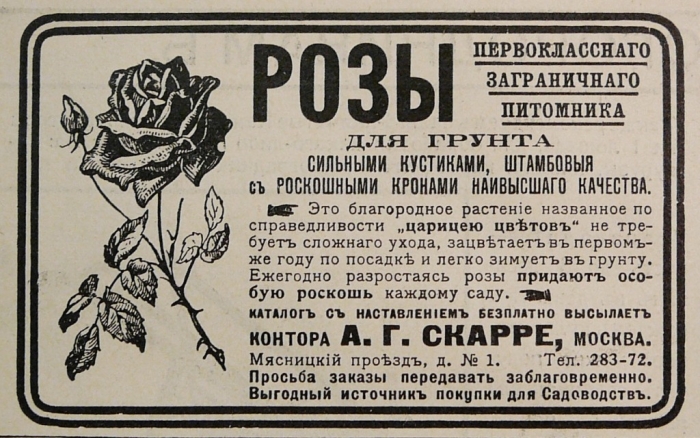 РОЗЫ
ПЕРВОКЛАССНАГО
ЗАГРАНИЧНАГО
ПИТОМНИКА
ДЛЯ ГРУНТА
СИЛЬНЫМИ КУСТИКАМИ, ШТАМБОВЫЯ
съ РОСКОШНЫМИ КРОНАМИ НАИВЫСШАГО КАЧЕСТВА.
Это благородное растенiе названное по
справедливости „царицею цвѣтовъ“ не тре-
буетъ сложнаго ухода, зацвѣтаетъ въ первомъ-
же году по посадкѣ и легко зимуетъ въ грунту.
Ежегодно разростаясь розы придаютъ осо-
бую роскошь каждому саду.
КАТАЛОГЪ СЪ НАСТАВЛЕНIЕМЪ БЕЗПЛАТНО ВЫСЫЛАЕТЪ
КОНТОРА А. Г. СКАРРЕ, МОСКВА.
Мясницкiй проѣздъ, д. № 1. Тел. 283-72.
Просьба заказы передавать заблаговременно.
Выгодный источникъ покупки для Садоводствъ.